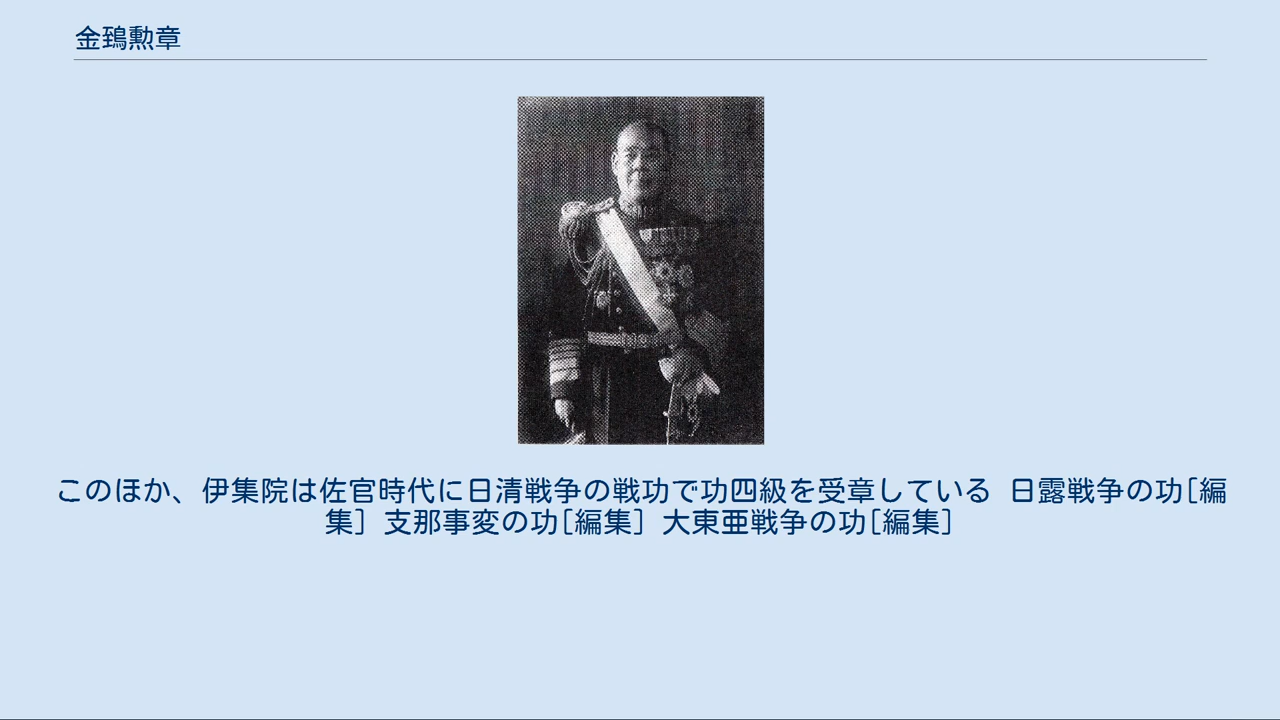 金鵄勲章
このほか、伊集院は佐官時代に日清戦争の戦功で功四級を受章している 日露戦争の功[編
集] 支那事変の功[編集] 大東亜戦争の功[編集]